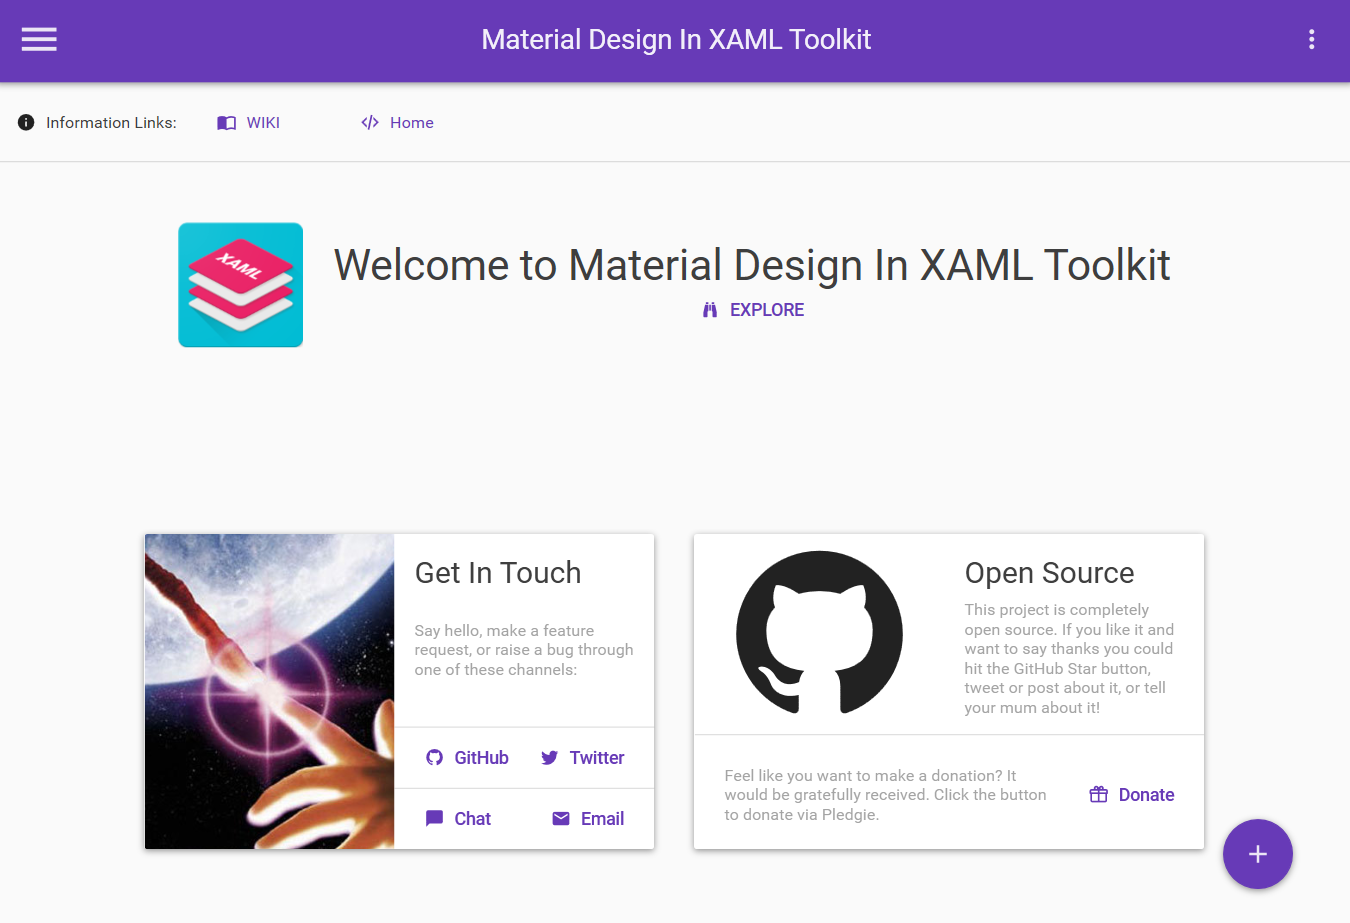 Material Design In XAML Toolkit
Information Links:
WIKI
Home
XAML
Welcome to Material Design In XAML Toolkit
EXPLORE
Get In Touch
Say hello, make a feature
request, or raise a bug through
one of these channels:
GitHub
Twitter
Chat
Email
Open Source
This project is completely
open source. If you like it and
want to say thanks you could
hit the GitHub Star button,
tweet or post about it, or tell
your mum about it!
Feel like you want to make a donation? It
would be gratefully received. Click the button
to donate via Pledgie.
Donate